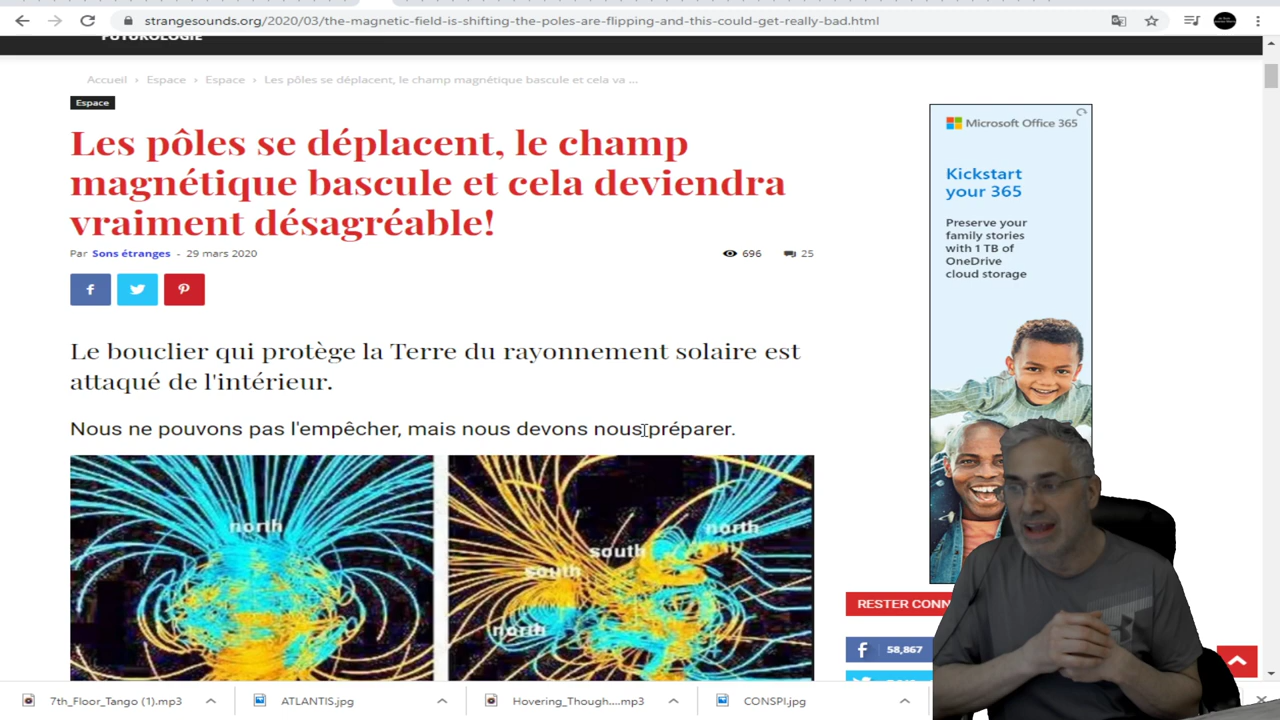 strangesounds.org/2020/03/the-magnetic-field-is-shifting-the-poles-are-flipping-and-this-could-get-really-bad.html
FUTUROLOGIE
Accueil › Espace › Espace › Les pôles se déplacent, le champ magnétique bascule et cela va ...
Espace
Les pôles se déplacent, le champ
magnétique bascule et cela deviendra
vraiment désagréable!
Par Sons étranges - 29 mars 2020
696
25
Le bouclier qui protège la Terre du rayonnement solaire est
attaqué de l'intérieur.
Nous ne pouvons pas l'empêcher, mais nous devons nous préparer.
north
north
south
south
north
Microsoft Office 365
Kickstart
your 365
Preserve your
family stories
with 1 TB of
OneDrive
cloud storage
RESTER CONN
58,867
7th_Floor_Tango (1).mp3
ATLANTIS.jpg
Hovering_Though....mp3
CONSPI.jpg